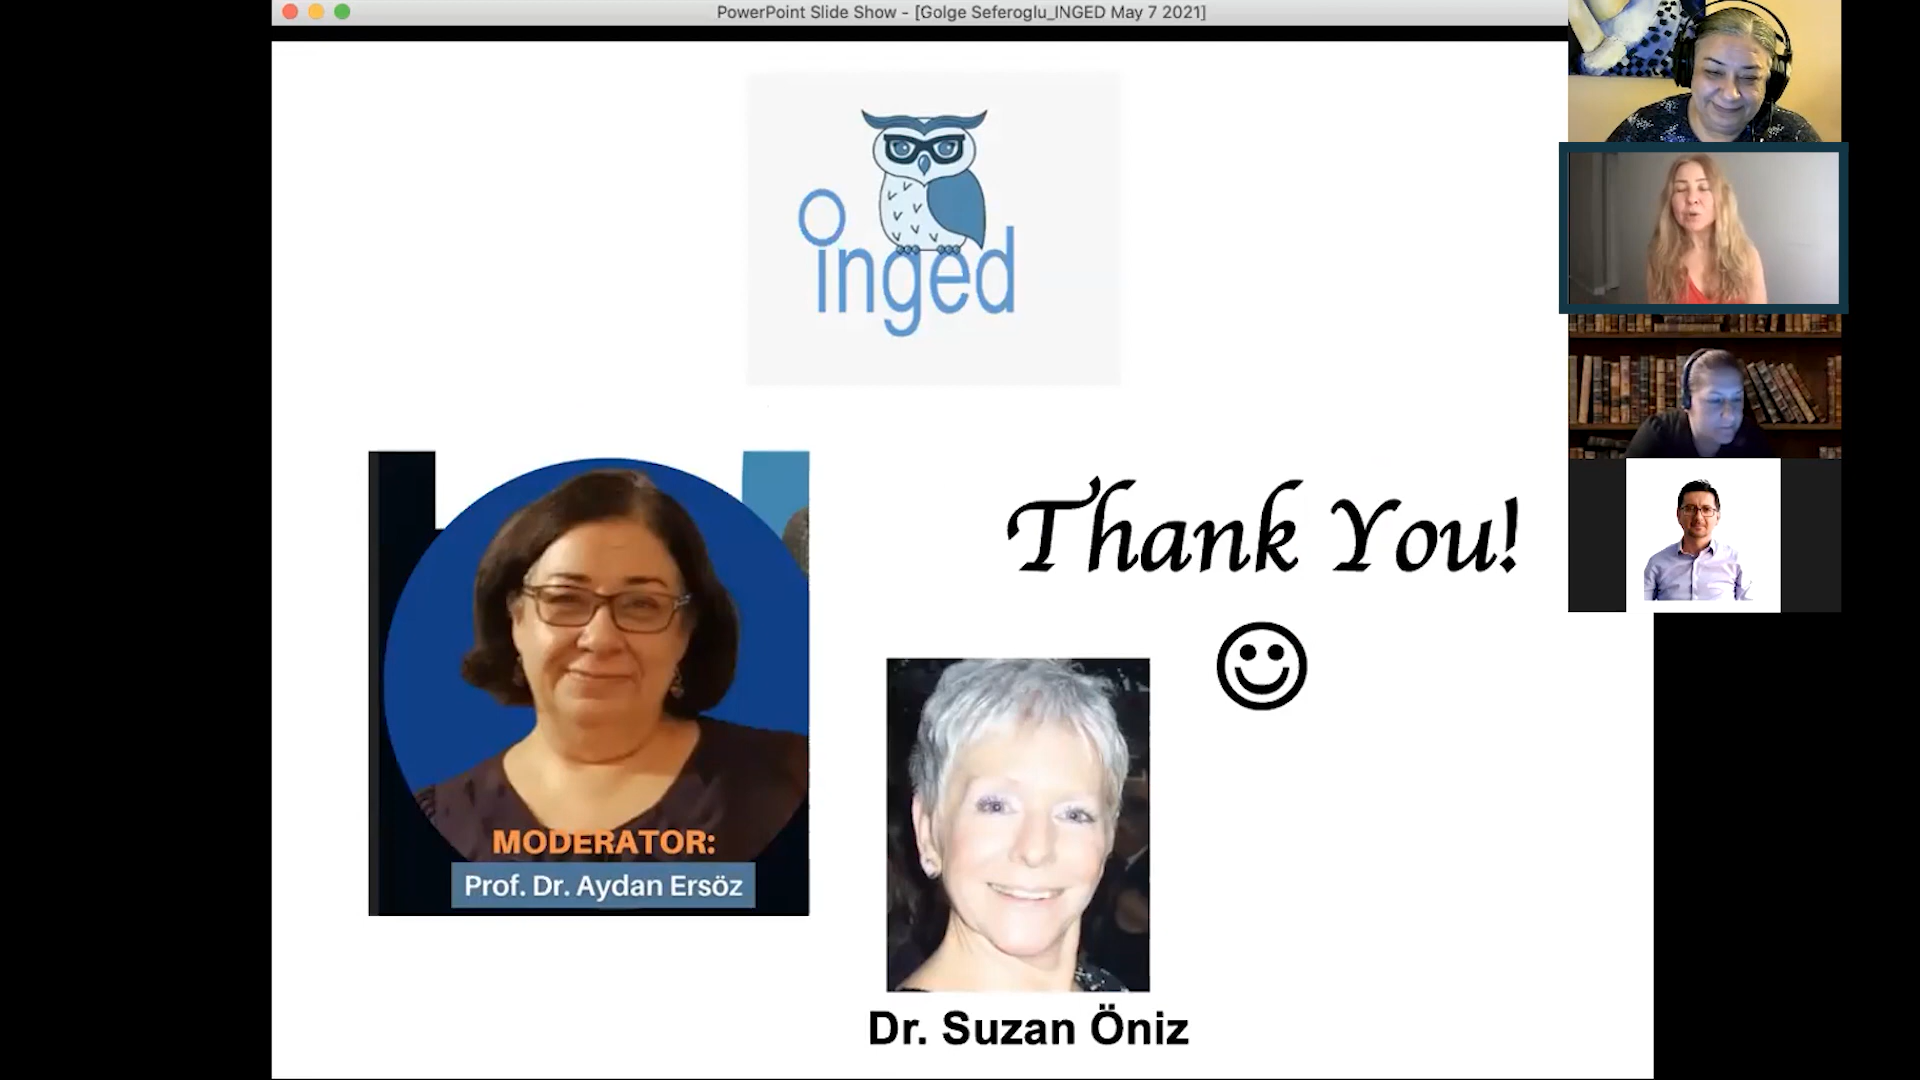 PowerPoint Slide Show - [Golge Seferoglu_INGED May 7 2021]
inged
Thank You!
MODERATOR:
Prof. Dr. Aydan Ersöz
Dr. Suzan Öniz